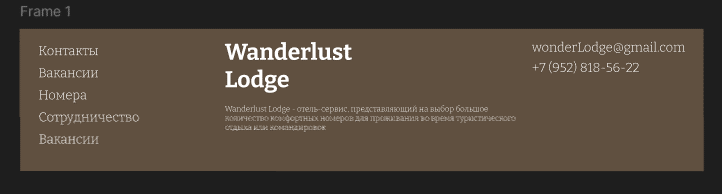 Frame 1
Контакты
Вакансии
Номера
Сотрудничество
Вакансии
Wanderlust
Lodge
Wanderlust Lodge - отель-сервис, представляющий на выбор большое
количество комфортных номеров для проживания во время туристического
отдыха или командировок
wonderLodge@gmail.com
+7 (952) 818-56-22